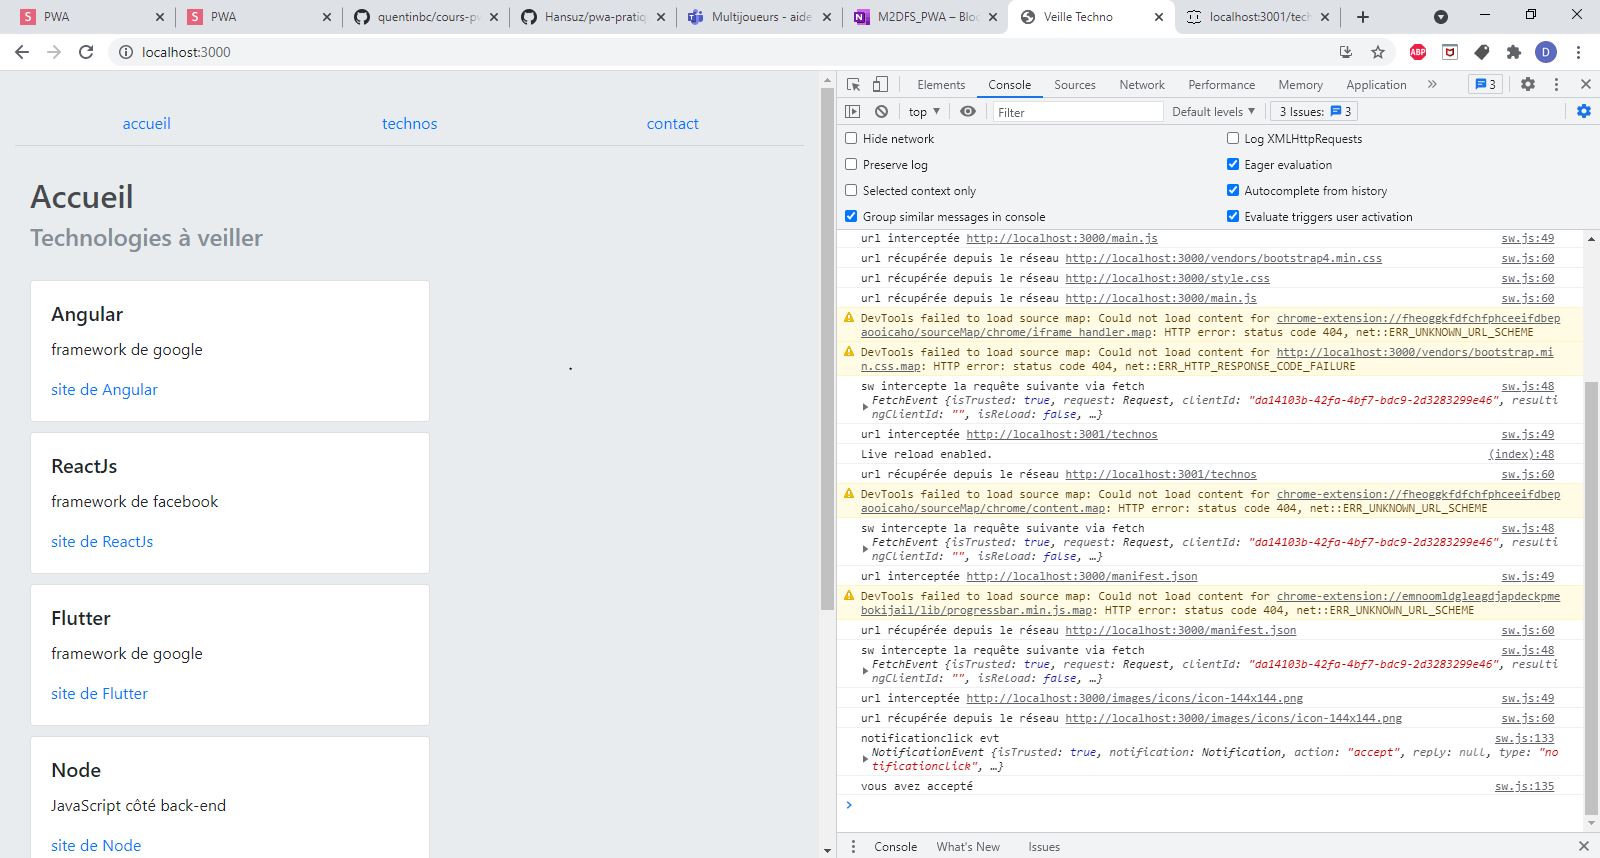 PWA
PWA
quentinbc/cours-pw
Hansuz/pwa-pratiq
Multijoueurs - aide
M2DFS_PWA – Bloc
Veille Techno
localhost:3001/tech
localhost:3000
ABP
D
accueil
technos
contact
Accueil
Technologies à veiller
Angular
framework de google
site de Angular
ReactJs
framework de facebook
site de ReactJs
Flutter
framework de google
site de Flutter
Node
JavaScript côté back-end
site de Node
Elements Console Sources Network Performance Memory Application » 3
top ▼ Filter Default levels ▼ 3 Issues: 3
Hide network
Log XMLHttpRequests
Preserve log
Eager evaluation
Selected context only
Autocomplete from history
Group similar messages in console
Evaluate triggers user activation
url interceptée http://localhost:3000/main.js sw.js:49
url récupérée depuis le réseau http://localhost:3000/vendors/bootstrap4.min.css sw.js:60
url récupérée depuis le réseau http://localhost:3000/style.css sw.js:60
url récupérée depuis le réseau http://localhost:3000/main.js sw.js:60
DevTools failed to load source map: Could not load content for chrome-extension://fheoggkfdfchfphceeifdbep
aooicaho/sourceMap/chrome/iframe_handler.map: HTTP error: status code 404, net::ERR_UNKNOWN_URL_SCHEME
DevTools failed to load source map: Could not load content for http://localhost:3000/vendors/bootstrap.mi
n.css.map: HTTP error: status code 404, net::ERR_HTTP_RESPONSE_CODE_FAILURE
sw intercepte la requête suivante via fetch sw.js:48
FetchEvent {isTrusted: true, request: Request, clientId: "da14103b-42fa-4bf7-bdc9-2d3283299e46", resulti
ngClientId: "", isReload: false, …}
url interceptée http://localhost:3001/technos sw.js:49
Live reload enabled. (index):48
url récupérée depuis le réseau http://localhost:3001/technos sw.js:60
DevTools failed to load source map: Could not load content for chrome-extension://fheoggkfdfchfphceeifdbep
aooicaho/sourceMap/chrome/content.map: HTTP error: status code 404, net::ERR_UNKNOWN_URL_SCHEME
sw intercepte la requête suivante via fetch sw.js:48
FetchEvent {isTrusted: true, request: Request, clientId: "da14103b-42fa-4bf7-bdc9-2d3283299e46", resulti
ngClientId: "", isReload: false, …}
url interceptée http://localhost:3000/manifest.json sw.js:49
DevTools failed to load source map: Could not load content for chrome-extension://emnoomldgleagdjapdeckpme
bokijail/lib/progressbar.min.js.map: HTTP error: status code 404, net::ERR_UNKNOWN_URL_SCHEME
url récupérée depuis le réseau http://localhost:3000/manifest.json sw.js:60
sw intercepte la requête suivante via fetch sw.js:48
FetchEvent {isTrusted: true, request: Request, clientId: "da14103b-42fa-4bf7-bdc9-2d3283299e46", resulti
ngClientId: "", isReload: false, …}
url interceptée http://localhost:3000/images/icons/icon-144x144.png sw.js:49
url récupérée depuis le réseau http://localhost:3000/images/icons/icon-144x144.png sw.js:60
notificationclick evt sw.js:133
NotificationEvent {isTrusted: true, notification: Notification, action: "accept", reply: null, type: "no
tificationclick", …}
vous avez accepté sw.js:135
Console What's New Issues